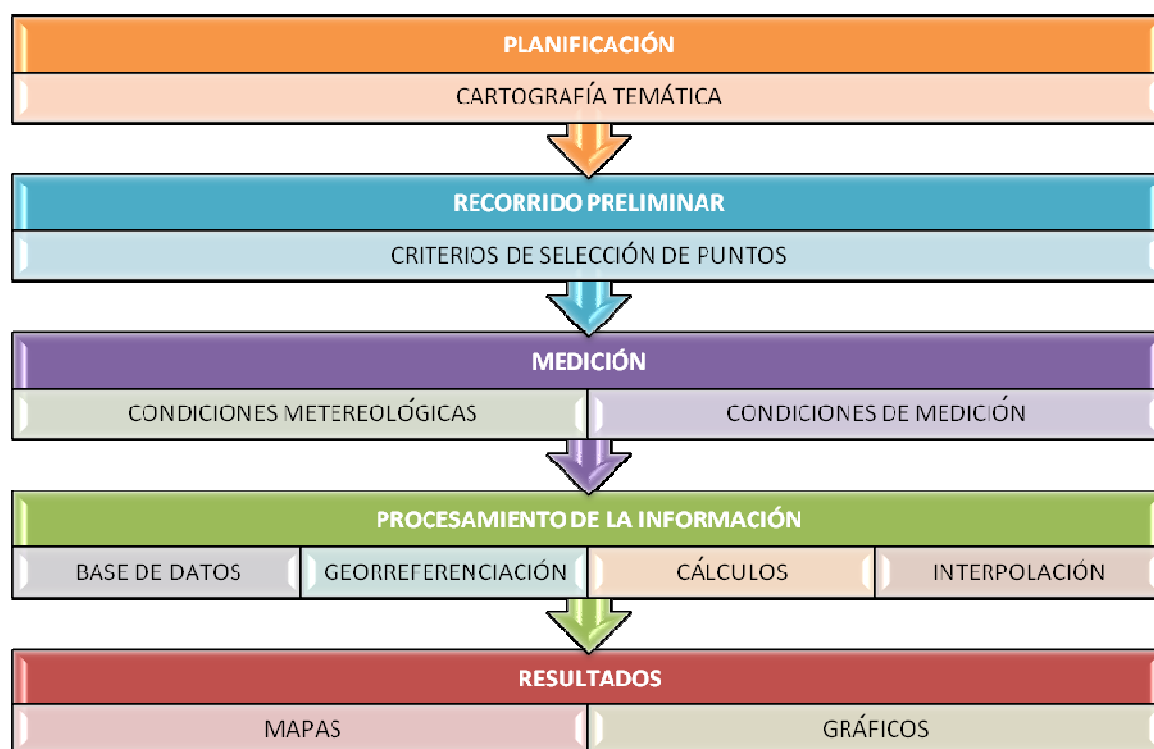 PLANIFICACIÓN
CARTOGRAFÍA TEMÁTICA
RECORRIDO PRELIMINAR
CRITERIOS DE SELECCIÓN DE PUNTOS
MEDICIÓN
CONDICIONES METEREOLÓGICAS
CONDICIONES DE MEDICIÓN
PROCESAMIENTO DE LA INFORMACIÓN
BASE DE DATOS
GEORREFERENCIACIÓN
CÁLCULOS
INTERPOLACIÓN
RESULTADOS
MAPAS
GRÁFICOS